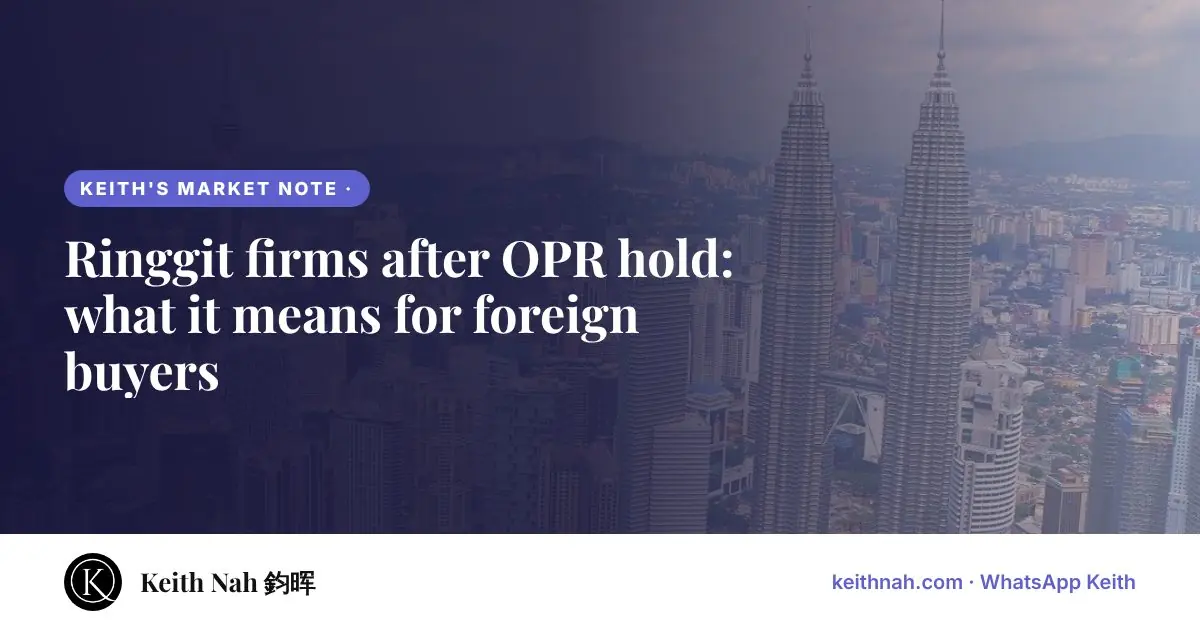 KEITH'S MARKET NOTE ·
Ringgit firms after OPR hold:
what it means for foreign
buyers
K
Keith Nah 鈞晖
keithnah.com · WhatsApp Keith